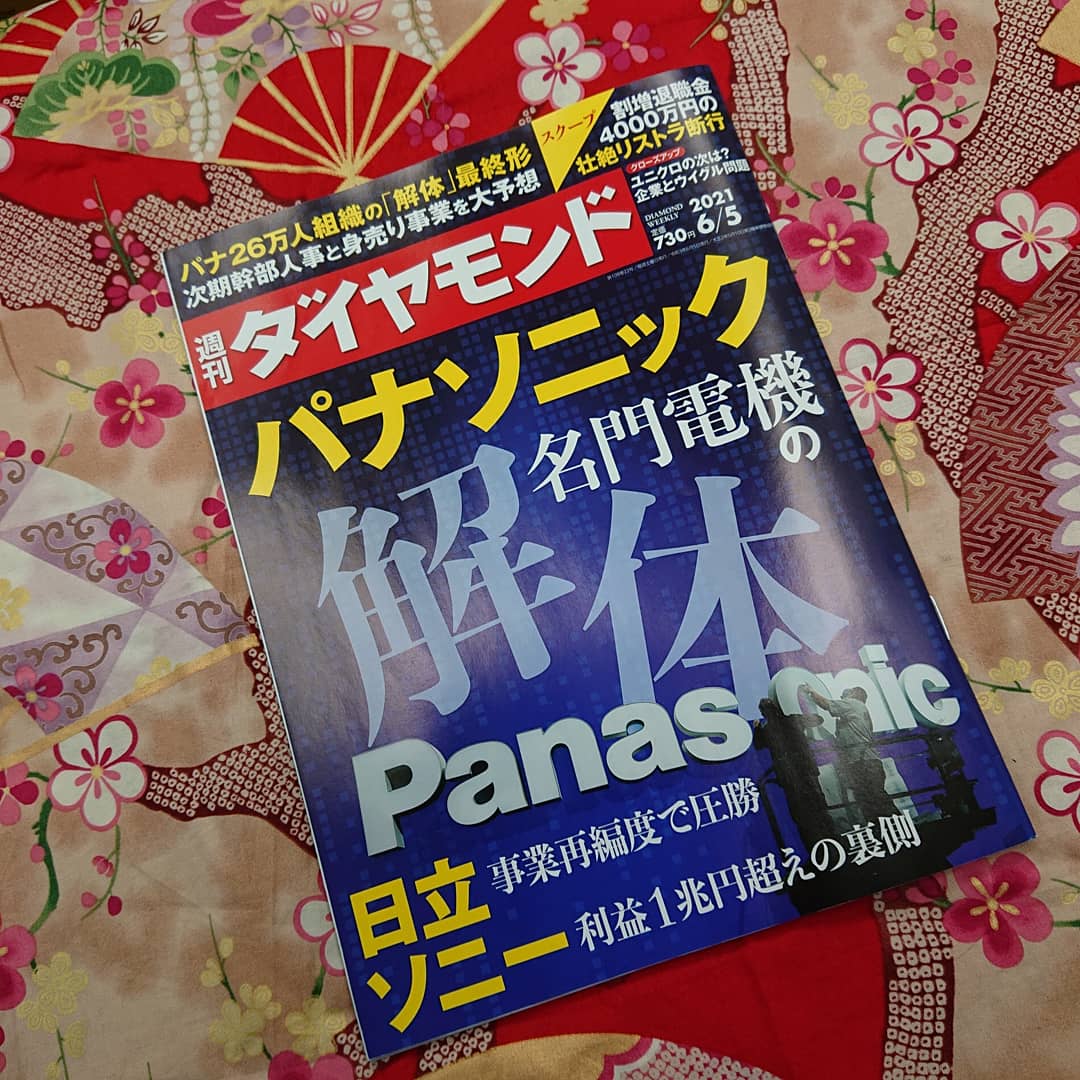 パナ26万人組織の「解体」最終形
次期幹部人事と身売り事業を大予想
スクープ
割増退職金
4000万円の
壮絶リストラ断行
クローズアップ
ユニクロの次は?
企業とウイグル問題
週刊
ダイヤモンド
DIAMOND
WEEKLY
2021
6/5
定価
730円
パナソニック
名門電機の
解体
Panasonic
日立
事業再編度で圧勝
ソニー
利益1兆円超えの裏側